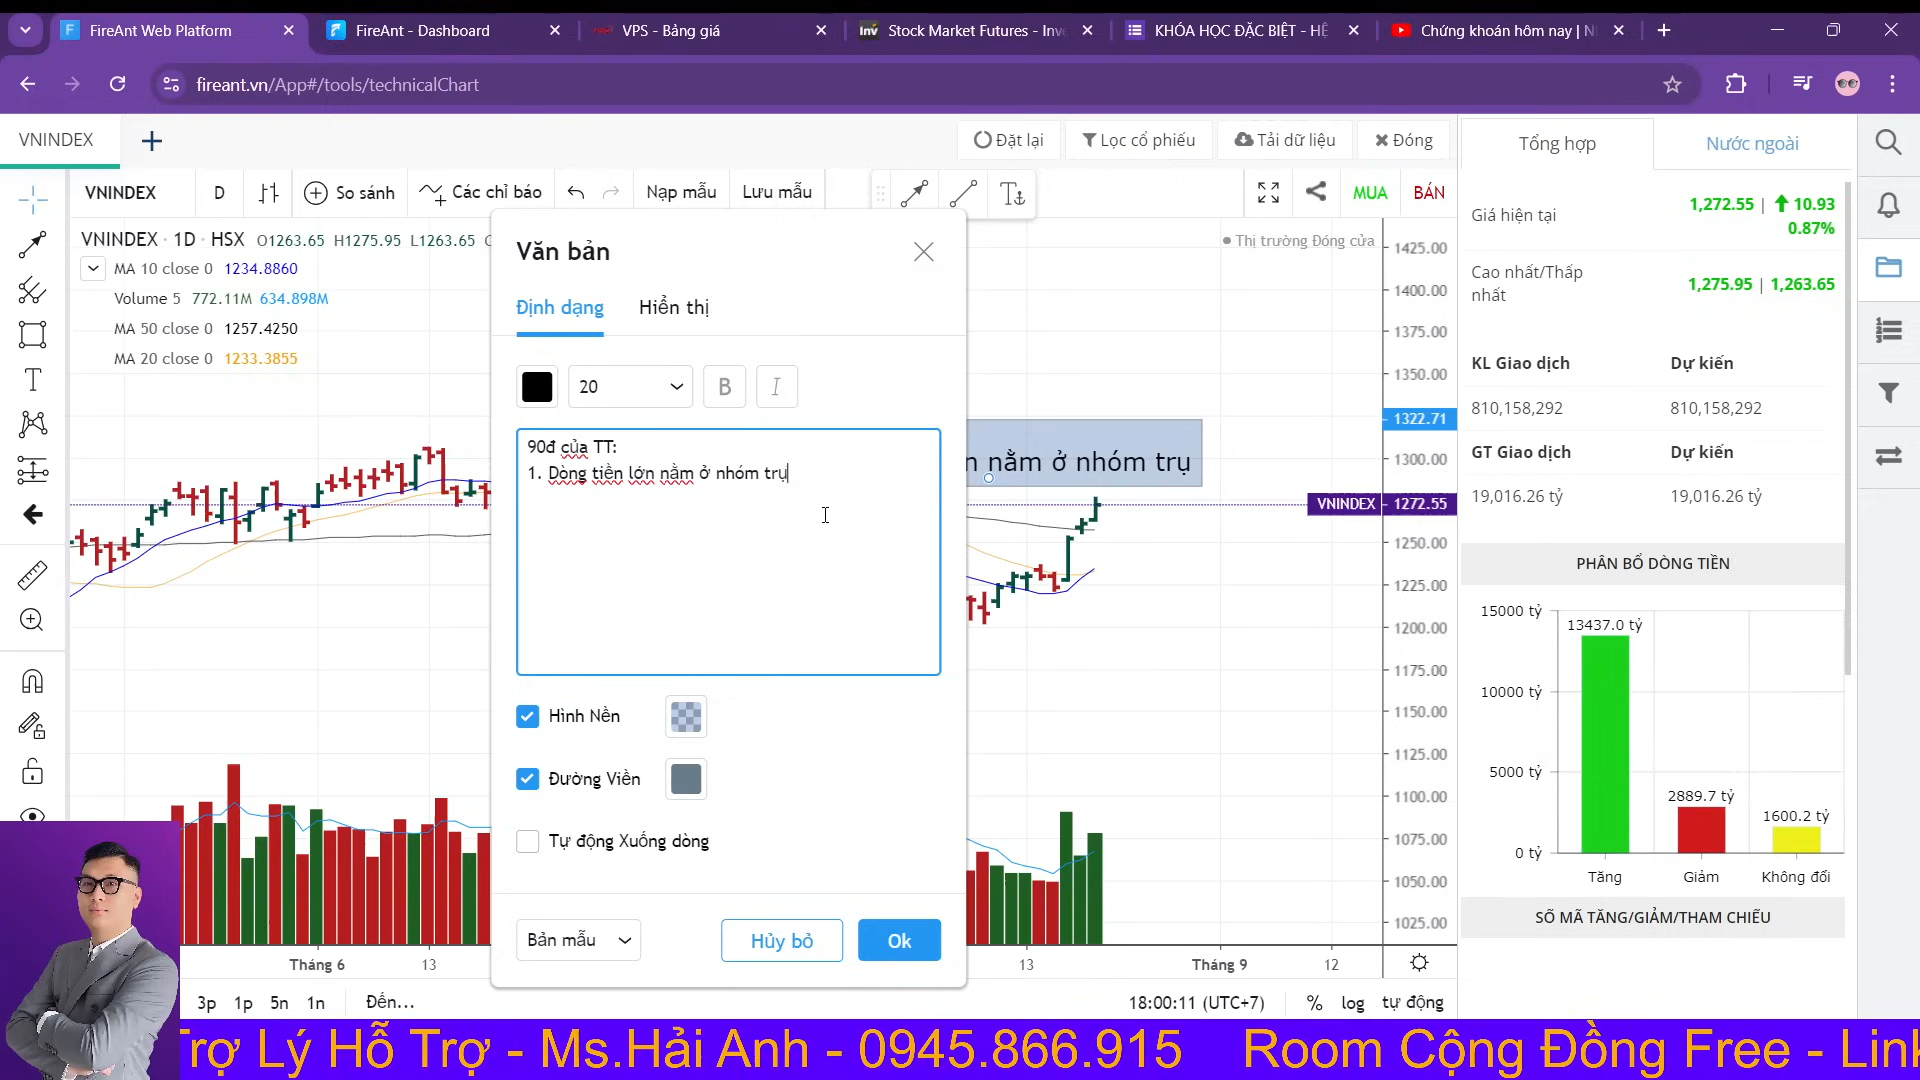 FireAnt Web Platform
FireAnt - Dashboard
VPS - Bảng giá
Stock Market Futures - Inv
KHÓA HỌC ĐẶC BIỆT - HỆ
Chứng khoán hôm nay | N
fireant.vn/App#/tools/technicalChart
VNINDEX
Đặt lại
Lọc cổ phiếu
Tải dữ liệu
Đóng
Tổng hợp
Nước ngoài
VNINDEX
D
So sánh
Các chỉ báo
Nạp mẫu
Lưu mẫu
MUA
BÁN
VNINDEX · 1D · HSX O1263.65 H1275.95 L1263.65
Thị trường Đóng cửa
MA 10 close 0 1234.8860
Volume 5 772.11M 634.898M
MA 50 close 0 1257.4250
MA 20 close 0 1233.3855
Văn bản
Định dạng
Hiển thị
20
B
I
90đ của TT:
1. Dòng tiền lớn nằm ở nhóm trụ
n nằm ở nhóm trụ
Hình Nền
Đường Viền
Tự động Xuống dòng
Bản mẫu
Hủy bỏ
Ok
1425.00
1400.00
1375.00
1350.00
1322.71
1300.00
VNINDEX
1272.55
1250.00
1225.00
1200.00
1175.00
1150.00
1125.00
1100.00
1075.00
1050.00
1025.00
Tháng 6
13
13
Tháng 9
12
3p
1p
5n
1n
Đến...
18:00:11 (UTC+7)
%
log
tự động
Giá hiện tại
1,272.55 | 10.93
0.87%
Cao nhất/Thấp nhất
1,275.95 | 1,263.65
KL Giao dịch
Dự kiến
810,158,292
810,158,292
GT Giao dịch
Dự kiến
19,016.26 tỷ
19,016.26 tỷ
PHÂN BỔ DÒNG TIỀN
15000 tỷ
10000 tỷ
5000 tỷ
0 tỷ
13437.0 tỷ
2889.7 tỷ
1600.2 tỷ
Tăng
Giảm
Không đổi
SỐ MÃ TĂNG/GIẢM/THAM CHIẾU
Trợ Lý Hỗ Trợ - Ms.Hải Anh - 0945.866.915 Room Cộng Đồng Free - Link